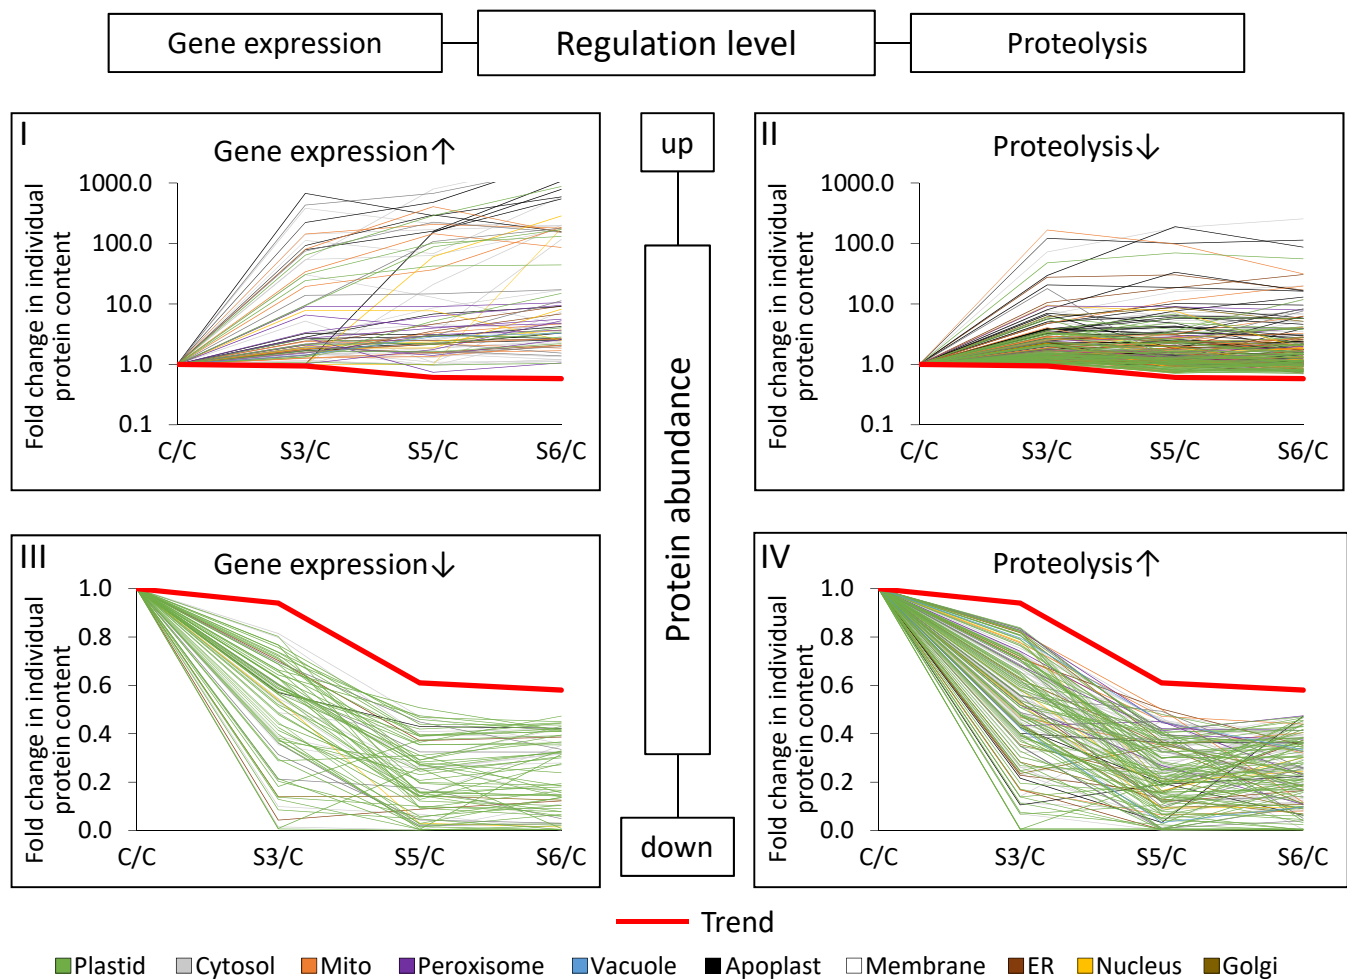 Gene expression
Regulation level
Proteolysis
I
Gene expression↑
Fold change in individual
protein content
1000.0
100.0
10.0
1.0
0.1
C/C S3/C S5/C S6/C
up
Protein abundance
down
II
Proteolysis↓
Fold change in individual
protein content
1000.0
100.0
10.0
1.0
0.1
C/C S3/C S5/C S6/C
III
Gene expression↓
Fold change in individual
protein content
1.0
0.8
0.6
0.4
0.2
0.0
C/C S3/C S5/C S6/C
IV
Proteolysis↑
Fold change in individual
protein content
1.0
0.8
0.6
0.4
0.2
0.0
C/C S3/C S5/C S6/C
Trend
Plastid Cytosol Mito Peroxisome Vacuole Apoplast Membrane ER Nucleus Golgi